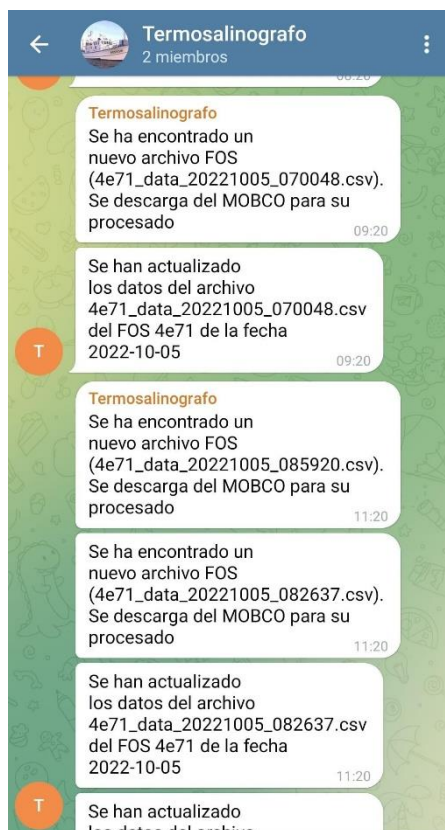 Termosalinografo
2 miembros
Termosalinografo
Se ha encontrado un
nuevo archivo FOS
(4e71_data_20221005_070048.csv).
Se descarga del MOBCO para su
procesado
09:20
Se han actualizado
los datos del archivo
4e71_data_20221005_070048.csv
del FOS 4e71 de la fecha
2022-10-05
09:20
T
Termosalinografo
Se ha encontrado un
nuevo archivo FOS
(4e71_data_20221005_085920.csv).
Se descarga del MOBCO para su
procesado
11:20
Se ha encontrado un
nuevo archivo FOS
(4e71_data_20221005_082637.csv).
Se descarga del MOBCO para su
procesado
11:20
Se han actualizado
los datos del archivo
4e71_data_20221005_082637.csv
del FOS 4e71 de la fecha
2022-10-05
11:20
T
Se han actualizado
los datos del archivo